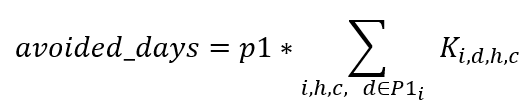 avoided_days = p1 * ∑ K_{i,d,h,c}
i,h,c, d∈P1_i